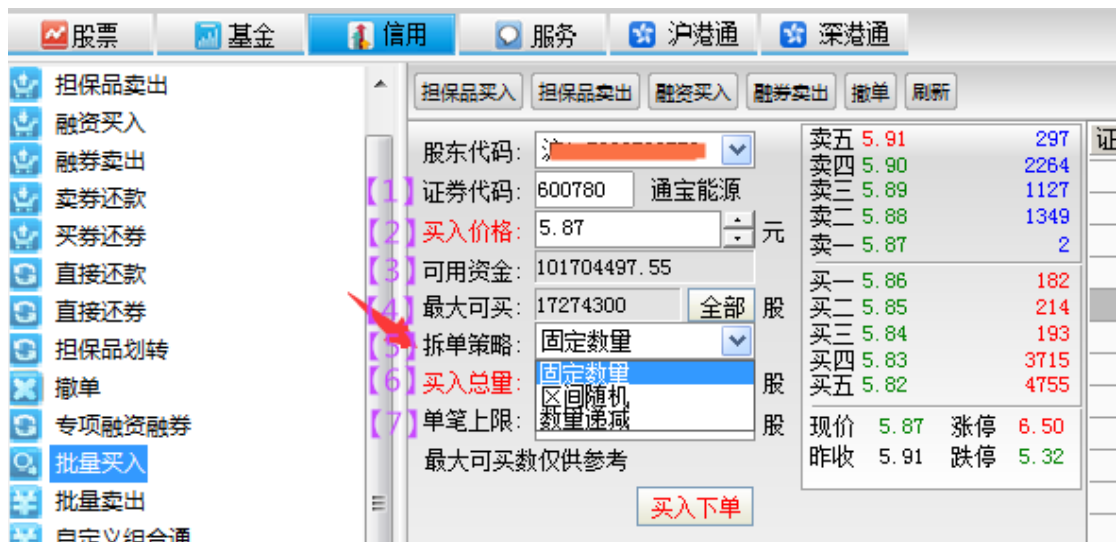 股票 基金 信用 服务 沪港通 深港通
担保品卖出
融资买入
融券卖出
卖券还款
买券还券
直接还款
直接还券
担保品划转
撤单
专项融资融券
批量买入
批量卖出
自定义组合通
担保品买入 担保品卖出 融资买入 融券卖出 撤单 刷新
股东代码:
【1】证券代码: 600780 通宝能源
【2】买入价格: 5.87 元
【3】可用资金: 101704497.55
【4】最大可买: 17274300 全部 股
【5】拆单策略: 固定数量
固定数量
区间随机
数量递减
【6】买入总量: 股
【7】单笔上限: 股
最大可买数仅供参考
买入下单
卖五 5.91 297
卖四 5.90 2264
卖三 5.89 1127
卖二 5.88 1349
卖一 5.87 2
买一 5.86 182
买二 5.85 214
买三 5.84 193
买四 5.83 3715
买五 5.82 4755
现价 5.87 涨停 6.50
昨收 5.91 跌停 5.32
证